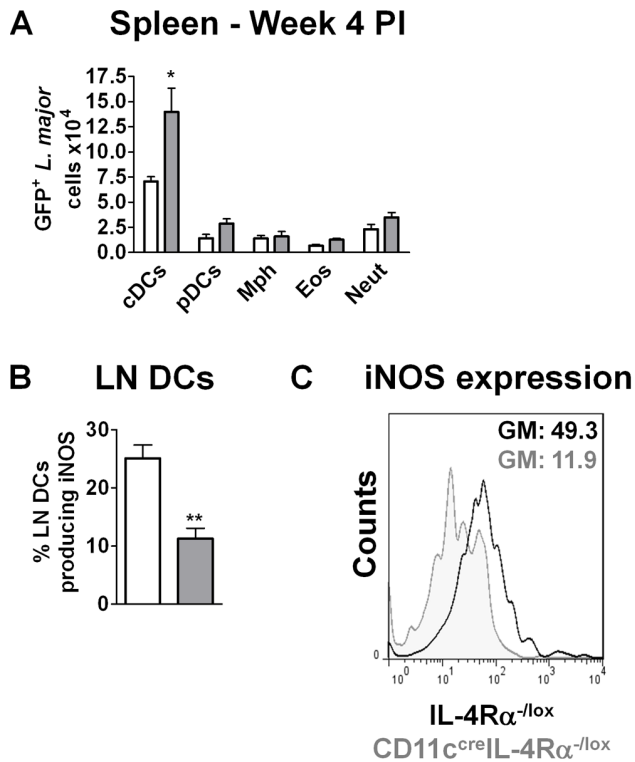 A Spleen - Week 4 PI
GFP+ L. major
cells x10^4
17.5
15.0
12.5
10.0
7.5
5.0
2.5
0.0
*
cDCs
pDCs
Mph
Eos
Neut
B LN DCs
% LN DCs
producing iNOS
30
20
10
0
**
C iNOS expression
GM: 49.3
GM: 11.9
Counts
0
10^0 10^1 10^2 10^3 10^4
IL-4Rα-/lox
CD11ccreIL-4Rα-/lox